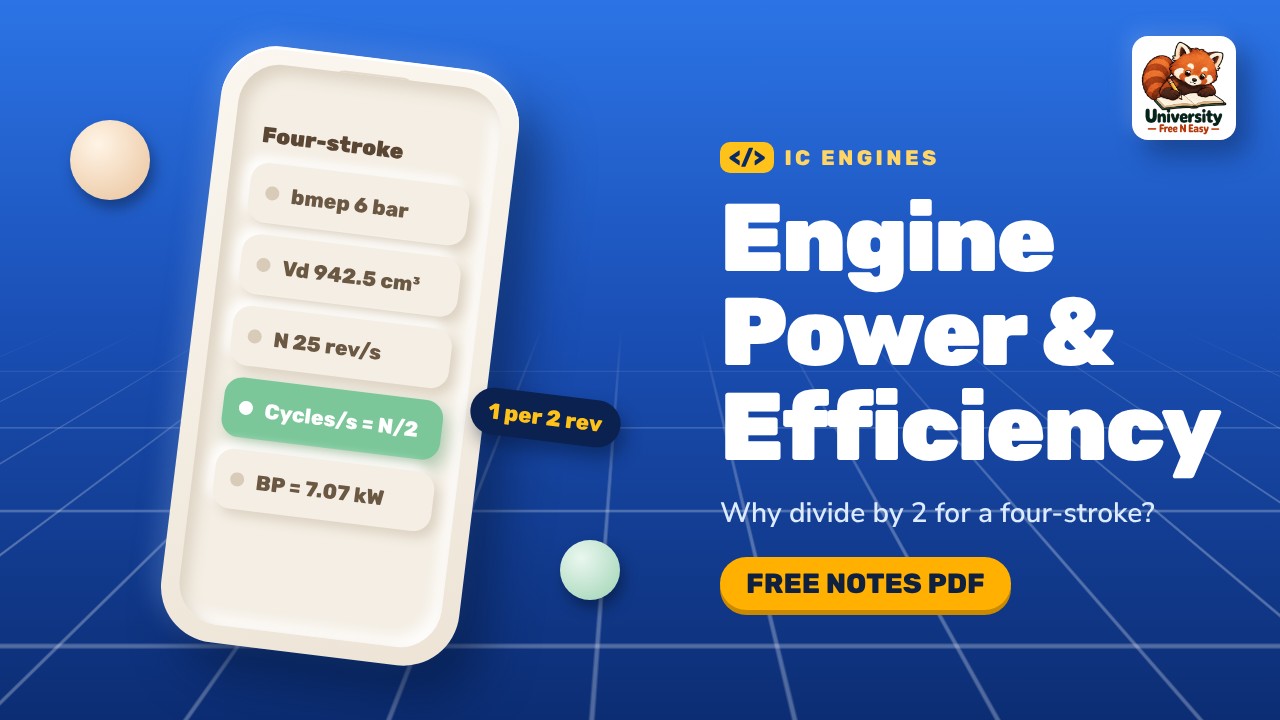 Four-stroke
bmep 6 bar
Vd 942.5 cm³
N 25 rev/s
Cycles/s = N/2
1 per 2 rev
BP = 7.07 kW
University
Free N Easy
</> IC ENGINES
Engine
Power &
Efficiency
Why divide by 2 for a four-stroke?
FREE NOTES PDF